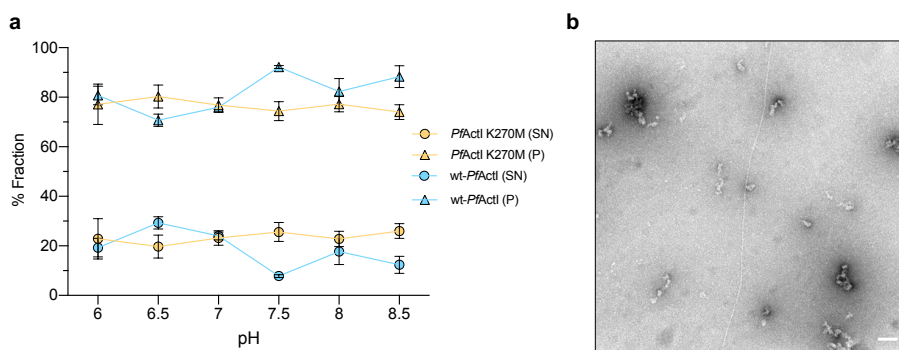 a
b
100
80
60
40
20
0
% Fraction
6 6.5 7 7.5 8 8.5
pH
PfActI K270M (SN)
PfActI K270M (P)
wt-PfActI (SN)
wt-PfActI (P)